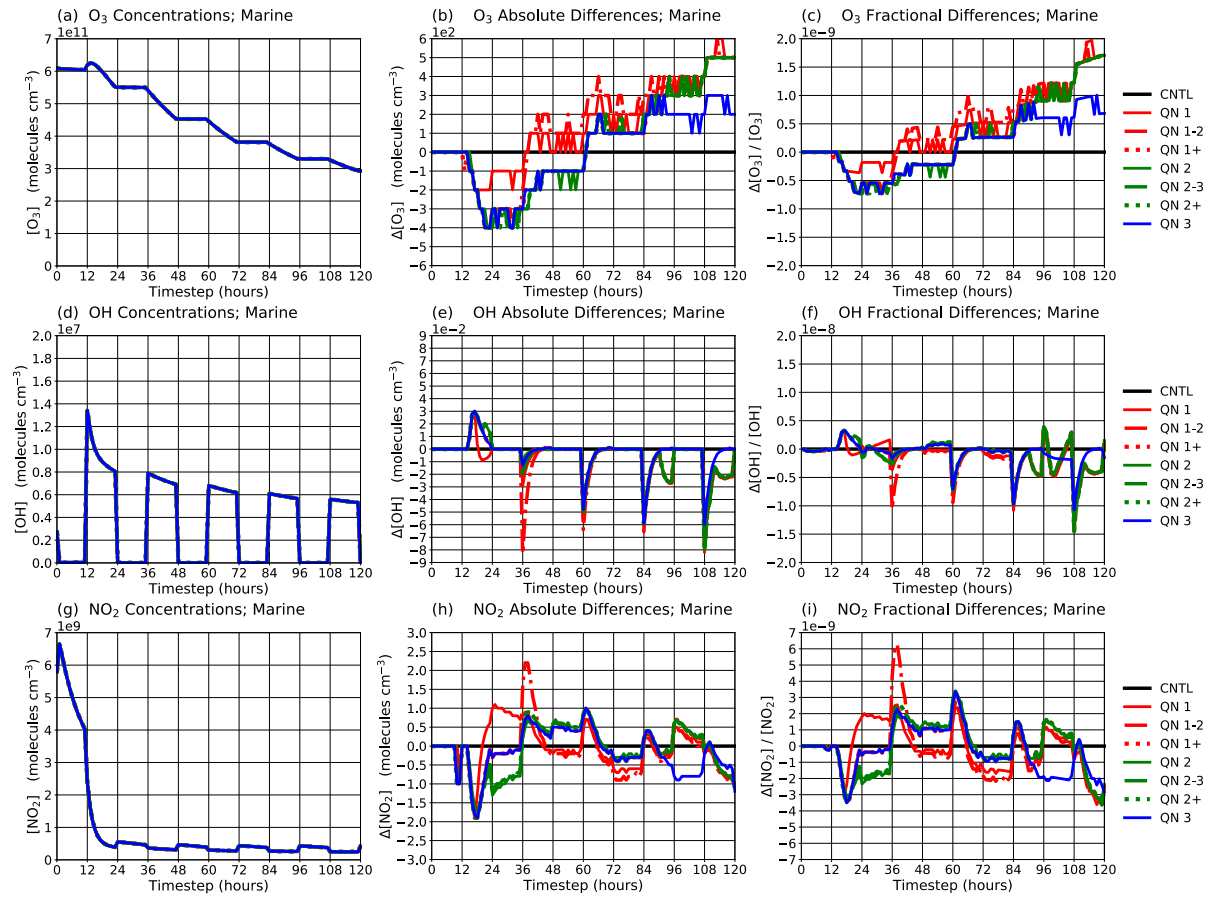 (a) O₃ Concentrations; Marine
1e11
7
6
5
4
3
2
1
0
[O₃] (molecules cm⁻³)
0 12 24 36 48 60 72 84 96 108 120
Timestep (hours)
(b) O₃ Absolute Differences; Marine
1e2
6
5
4
3
2
1
0
−1
−2
−3
−4
−5
−6
Δ[O₃] (molecules cm⁻³)
0 12 24 36 48 60 72 84 96 108 120
Timestep (hours)
(c) O₃ Fractional Differences; Marine
1e−9
2.0
1.5
1.0
0.5
0.0
−0.5
−1.0
−1.5
−2.0
Δ[O₃] / [O₃]
0 12 24 36 48 60 72 84 96 108 120
Timestep (hours)
CNTL
QN 1
QN 1-2
QN 1+
QN 2
QN 2-3
QN 2+
QN 3
(d) OH Concentrations; Marine
1e7
2.0
1.8
1.6
1.4
1.2
1.0
0.8
0.6
0.4
0.2
0.0
[OH] (molecules cm⁻³)
0 12 24 36 48 60 72 84 96 108 120
Timestep (hours)
(e) OH Absolute Differences; Marine
1e−2
9
8
7
6
5
4
3
2
1
0
−1
−2
−3
−4
−5
−6
−7
−8
−9
Δ[OH] (molecules cm⁻³)
0 12 24 36 48 60 72 84 96 108 120
Timestep (hours)
(f) OH Fractional Differences; Marine
1e−8
2.0
1.5
1.0
0.5
0.0
−0.5
−1.0
−1.5
−2.0
Δ[OH] / [OH]
0 12 24 36 48 60 72 84 96 108 120
Timestep (hours)
CNTL
QN 1
QN 1-2
QN 1+
QN 2
QN 2-3
QN 2+
QN 3
(g) NO₂ Concentrations; Marine
1e9
7
6
5
4
3
2
1
0
[NO₂] (molecules cm⁻³)
0 12 24 36 48 60 72 84 96 108 120
Timestep (hours)
(h) NO₂ Absolute Differences; Marine
3.0
2.5
2.0
1.5
1.0
0.5
0.0
−0.5
−1.0
−1.5
−2.0
−2.5
−3.0
Δ[NO₂] (molecules cm⁻³)
0 12 24 36 48 60 72 84 96 108 120
Timestep (hours)
(i) NO₂ Fractional Differences; Marine
1e−9
7
6
5
4
3
2
1
0
−1
−2
−3
−4
−5
−6
−7
Δ[NO₂] / [NO₂]
0 12 24 36 48 60 72 84 96 108 120
Timestep (hours)
CNTL
QN 1
QN 1-2
QN 1+
QN 2
QN 2-3
QN 2+
QN 3